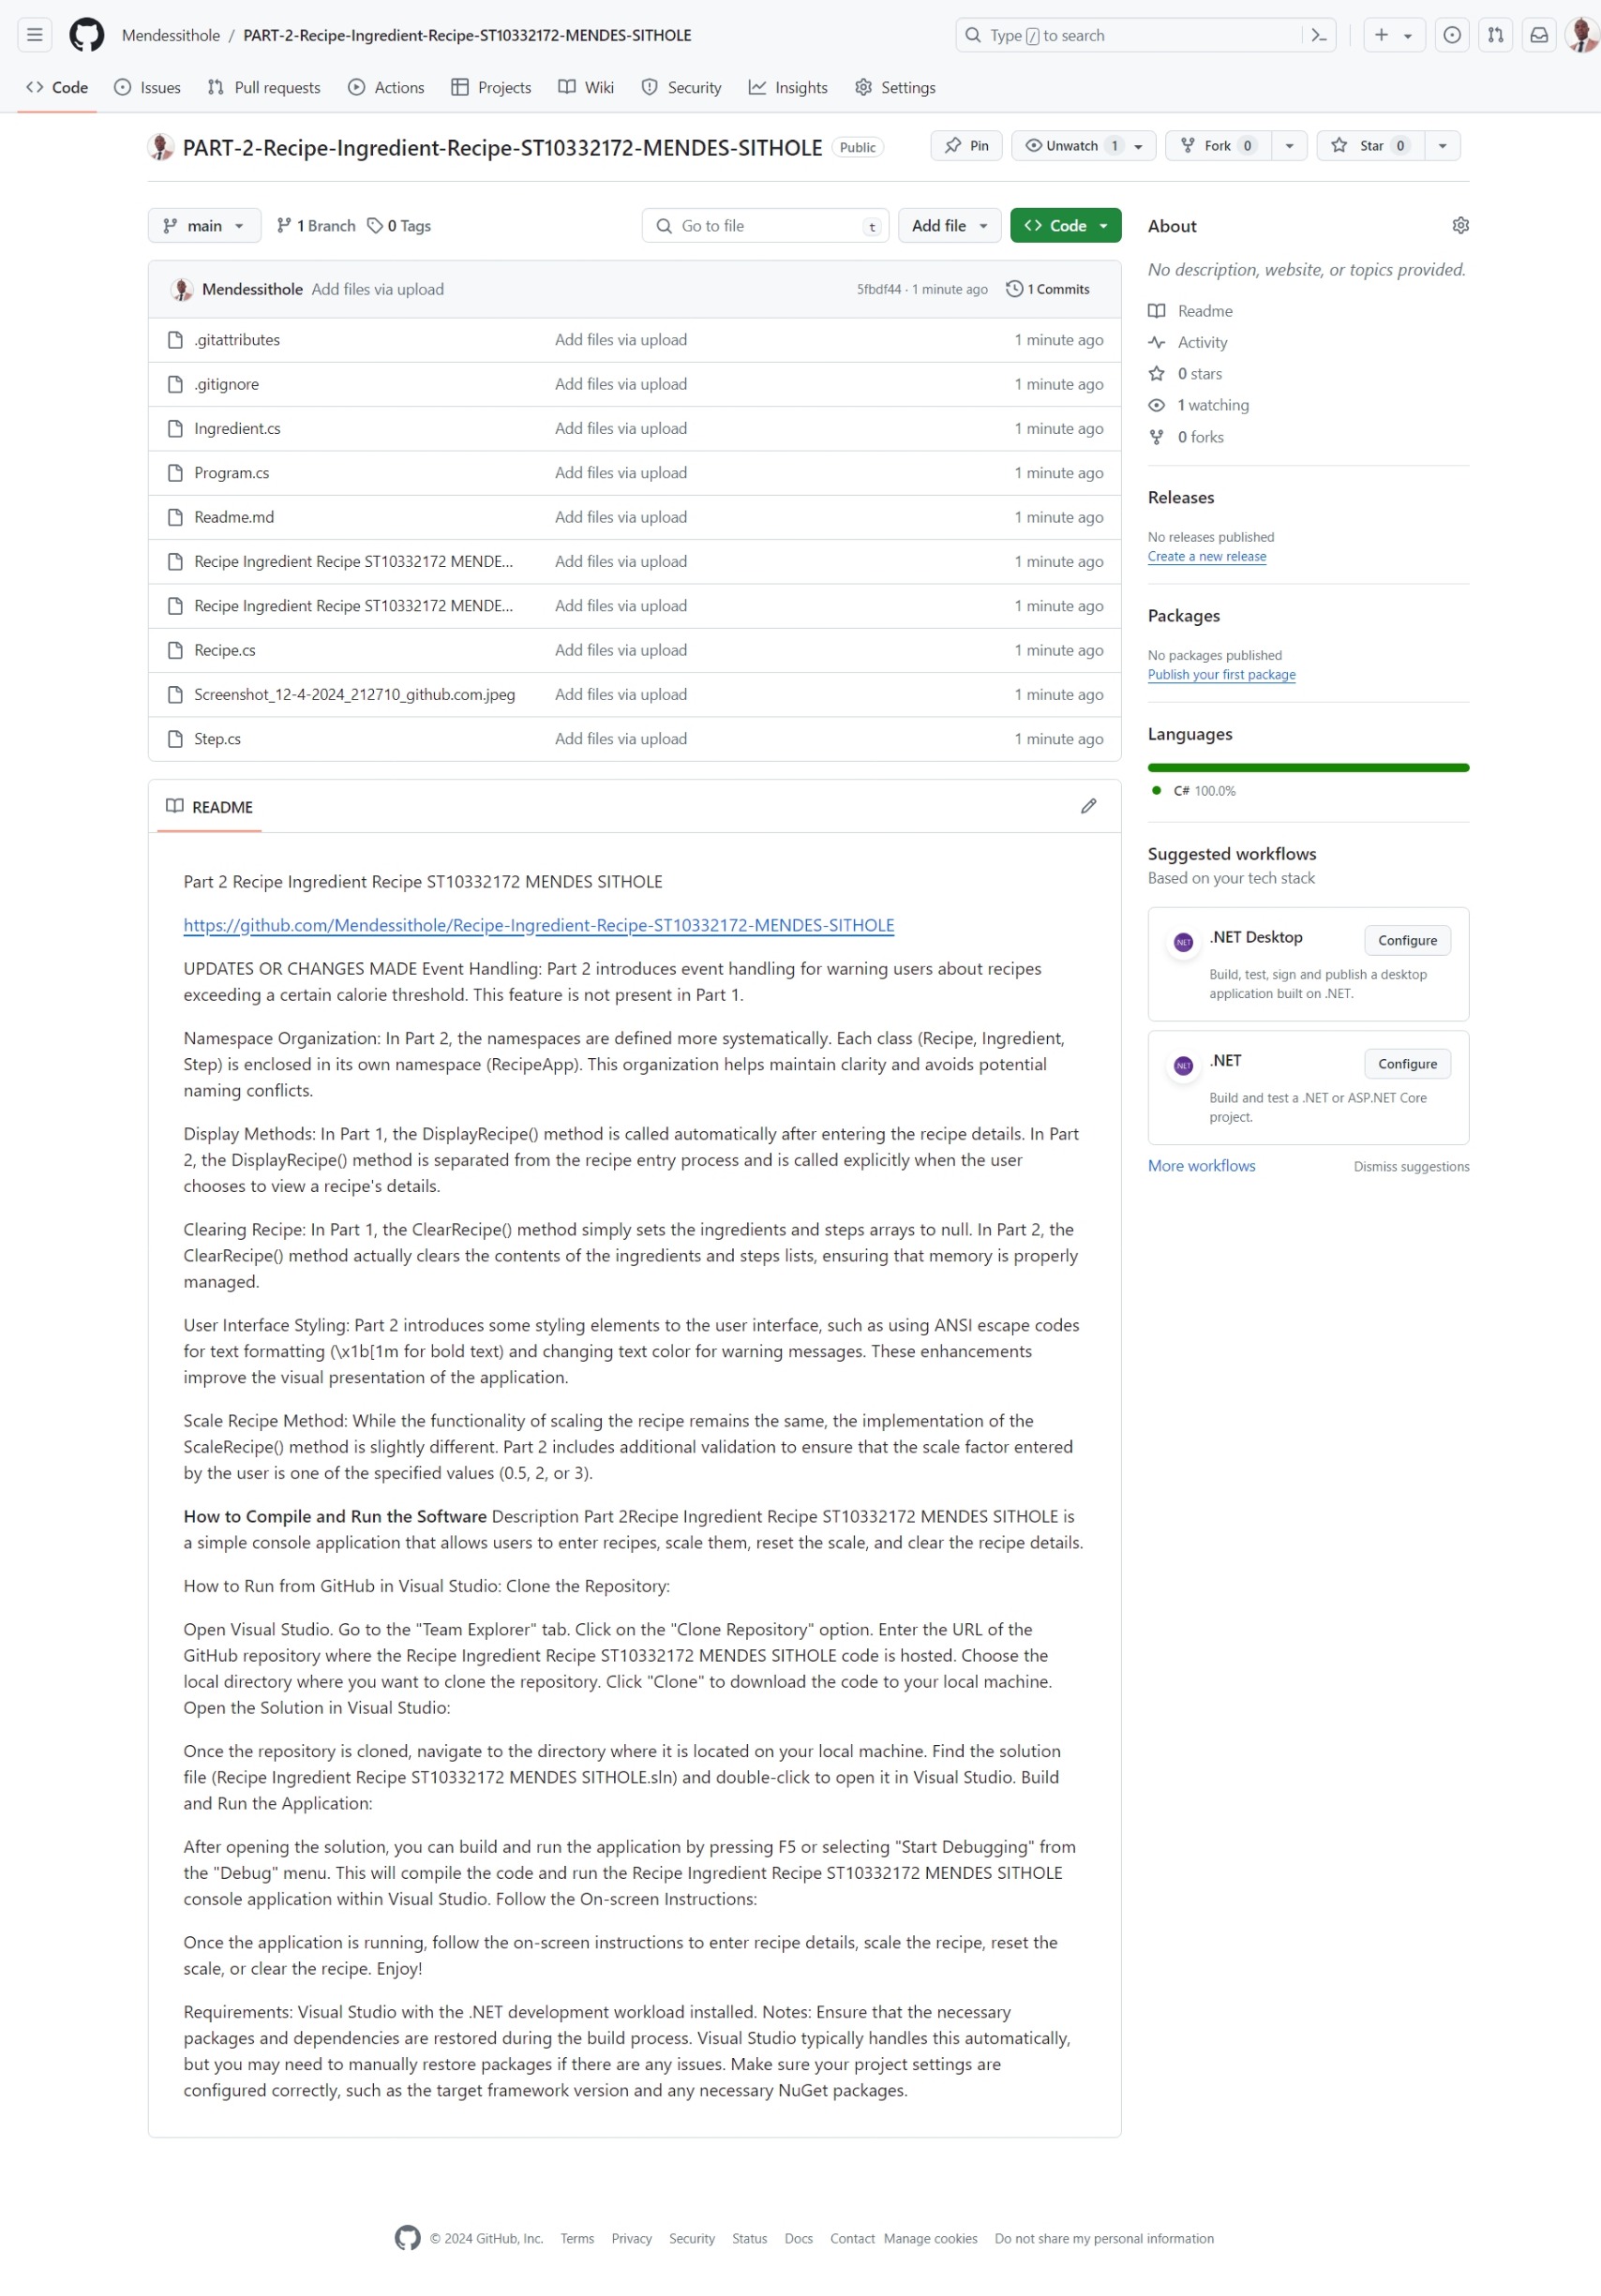 Mendessithole / PART-2-Recipe-Ingredient-Recipe-ST10332172-MENDES-SITHOLE
Type / to search
Code Issues Pull requests Actions Projects Wiki Security Insights Settings
PART-2-Recipe-Ingredient-Recipe-ST10332172-MENDES-SITHOLE Public
Pin Unwatch 1 Fork 0 Star 0
main 1 Branch 0 Tags
Go to file t Add file Code
Mendessithole Add files via upload 5fbdf44 · 1 minute ago 1 Commits
.gitattributes Add files via upload 1 minute ago
.gitignore Add files via upload 1 minute ago
Ingredient.cs Add files via upload 1 minute ago
Program.cs Add files via upload 1 minute ago
Readme.md Add files via upload 1 minute ago
Recipe Ingredient Recipe ST10332172 MENDE... Add files via upload 1 minute ago
Recipe Ingredient Recipe ST10332172 MENDE... Add files via upload 1 minute ago
Recipe.cs Add files via upload 1 minute ago
Screenshot_12-4-2024_212710_github.com.jpeg Add files via upload 1 minute ago
Step.cs Add files via upload 1 minute ago
README
Part 2 Recipe Ingredient Recipe ST10332172 MENDES SITHOLE
https://github.com/Mendessithole/Recipe-Ingredient-Recipe-ST10332172-MENDES-SITHOLE
UPDATES OR CHANGES MADE Event Handling: Part 2 introduces event handling for warning users about recipes
exceeding a certain calorie threshold. This feature is not present in Part 1.
Namespace Organization: In Part 2, the namespaces are defined more systematically. Each class (Recipe, Ingredient,
Step) is enclosed in its own namespace (RecipeApp). This organization helps maintain clarity and avoids potential
naming conflicts.
Display Methods: In Part 1, the DisplayRecipe() method is called automatically after entering the recipe details. In Part
2, the DisplayRecipe() method is separated from the recipe entry process and is called explicitly when the user
chooses to view a recipe's details.
Clearing Recipe: In Part 1, the ClearRecipe() method simply sets the ingredients and steps arrays to null. In Part 2, the
ClearRecipe() method actually clears the contents of the ingredients and steps lists, ensuring that memory is properly
managed.
User Interface Styling: Part 2 introduces some styling elements to the user interface, such as using ANSI escape codes
for text formatting (\x1b[1m for bold text) and changing text color for warning messages. These enhancements
improve the visual presentation of the application.
Scale Recipe Method: While the functionality of scaling the recipe remains the same, the implementation of the
ScaleRecipe() method is slightly different. Part 2 includes additional validation to ensure that the scale factor entered
by the user is one of the specified values (0.5, 2, or 3).
How to Compile and Run the Software Description Part 2Recipe Ingredient Recipe ST10332172 MENDES SITHOLE is
a simple console application that allows users to enter recipes, scale them, reset the scale, and clear the recipe details.
How to Run from GitHub in Visual Studio: Clone the Repository:
Open Visual Studio. Go to the "Team Explorer" tab. Click on the "Clone Repository" option. Enter the URL of the
GitHub repository where the Recipe Ingredient Recipe ST10332172 MENDES SITHOLE code is hosted. Choose the
local directory where you want to clone the repository. Click "Clone" to download the code to your local machine.
Open the Solution in Visual Studio:
Once the repository is cloned, navigate to the directory where it is located on your local machine. Find the solution
file (Recipe Ingredient Recipe ST10332172 MENDES SITHOLE.sln) and double-click to open it in Visual Studio. Build
and Run the Application:
After opening the solution, you can build and run the application by pressing F5 or selecting "Start Debugging" from
the "Debug" menu. This will compile the code and run the Recipe Ingredient Recipe ST10332172 MENDES SITHOLE
console application within Visual Studio. Follow the On-screen Instructions:
Once the application is running, follow the on-screen instructions to enter recipe details, scale the recipe, reset the
scale, or clear the recipe. Enjoy!
Requirements: Visual Studio with the .NET development workload installed. Notes: Ensure that the necessary
packages and dependencies are restored during the build process. Visual Studio typically handles this automatically,
but you may need to manually restore packages if there are any issues. Make sure your project settings are
configured correctly, such as the target framework version and any necessary NuGet packages.
About
No description, website, or topics provided.
Readme
Activity
0 stars
1 watching
0 forks
Releases
No releases published
Create a new release
Packages
No packages published
Publish your first package
Languages
C# 100.0%
Suggested workflows
Based on your tech stack
NET .NET Desktop Configure
Build, test, sign and publish a desktop
application built on .NET.
NET .NET Configure
Build and test a .NET or ASP.NET Core
project.
More workflows Dismiss suggestions
© 2024 GitHub, Inc. Terms Privacy Security Status Docs Contact Manage cookies Do not share my personal information